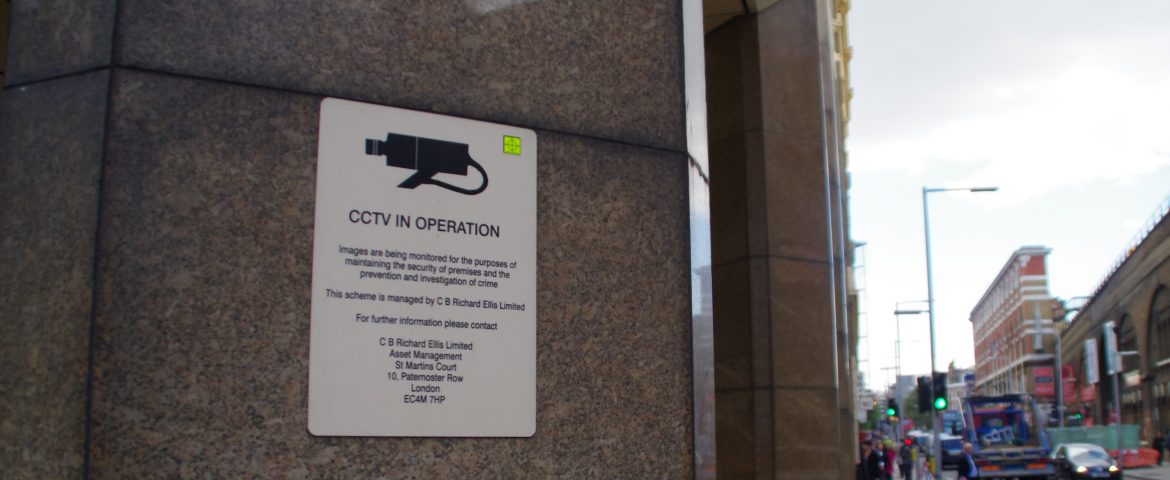 CCTV IN OPERATION
Images are being monitored for the purposes of
maintaining the security of premises and the
prevention and investigation of crime
This scheme is managed by C B Richard Ellis Limited
For further information please contact
C B Richard Ellis Limited
Asset Management
St Martins Court
10, Paternoster Row
London
EC4M 7HP